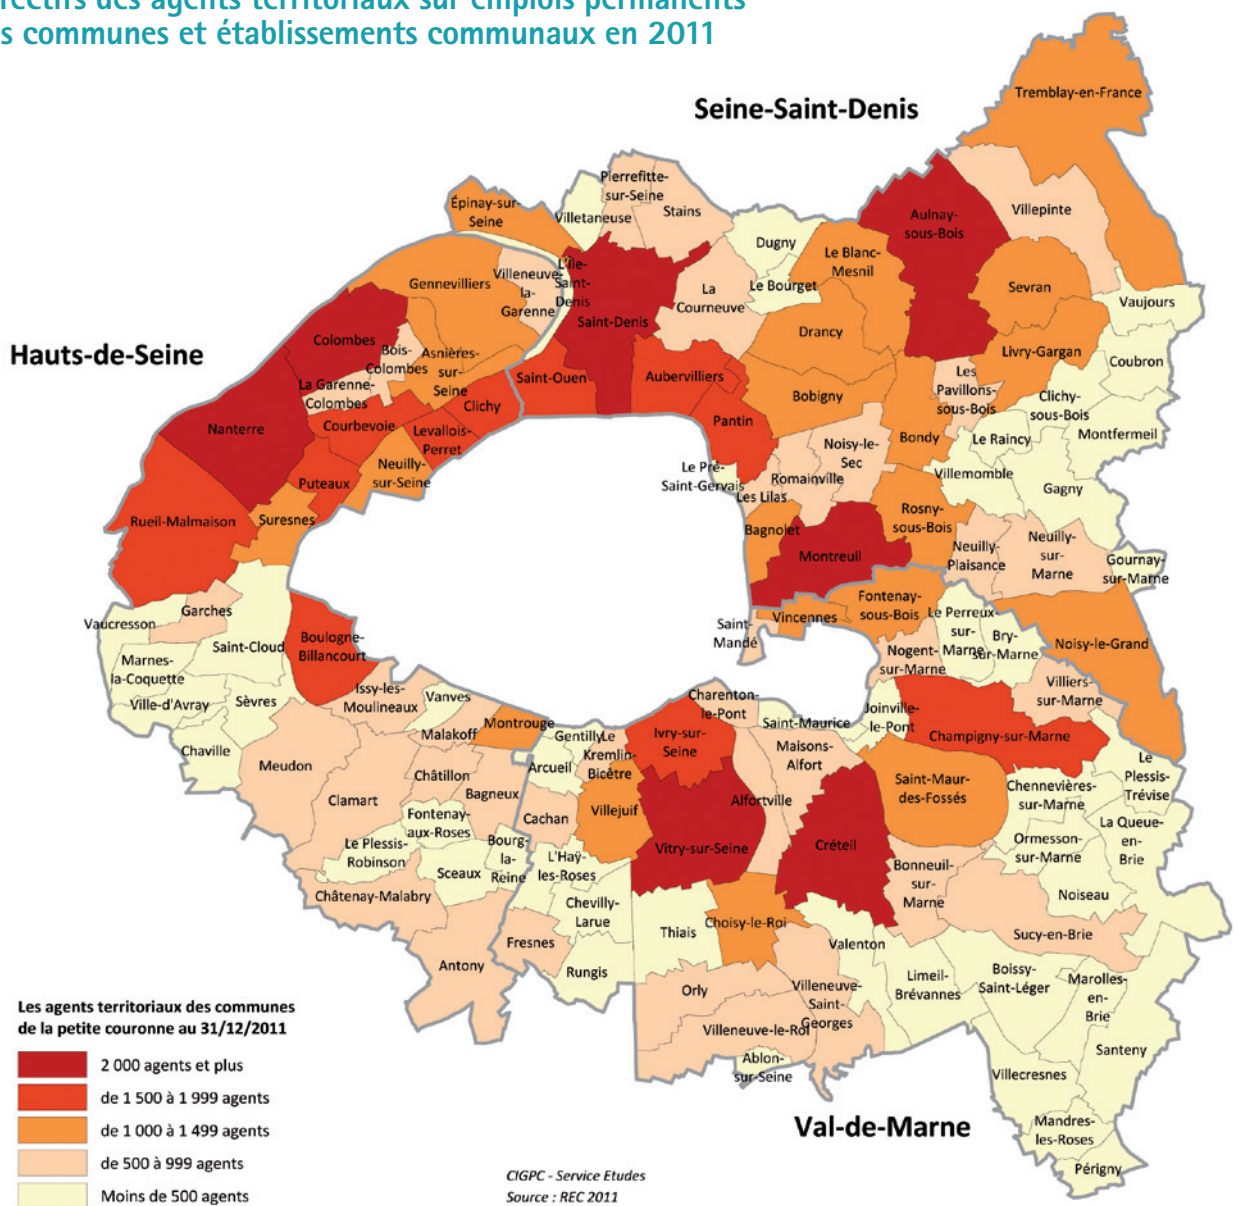 des agents territoriaux sur emplois permanents
communes et établissements communaux en 2011
Seine-Saint-Denis
Tremblay-en-France
Pierrefitte-
sur-Seine
Épinay-sur-
Seine
Villetaneuse
Stains
Aulnay-
sous-Bois
Villepinte
Dugny
Le Blanc-
Mesnil
Gennevilliers
Villeneuve-
la-
Garenne
L'Île-
Saint-
Denis
Le Bourget
La
Courneuve
Sevran
Vaujours
Saint-Denis
Drancy
Hauts-de-Seine
Colombes
Bois-
Colombes
Asnières-
sur-
Seine
Livry-Gargan
Coubron
La Garenne-
Colombes
Saint-Ouen
Aubervilliers
Bobigny
Les
Pavillons-
sous-Bois
Clichy-
sous-Bois
Clichy
Nanterre
Courbevoie
Levallois-
Perret
Pantin
Noisy-le-
Sec
Bondy
Le Raincy
Montfermeil
Neuilly-
sur-Seine
Le Pré-
Saint-Gervais
Romainville
Villemomble
Gagny
Puteaux
Les Lilas
Rueil-Malmaison
Suresnes
Bagnolet
Rosny-
sous-Bois
Montreuil
Neuilly-
Plaisance
Neuilly-
sur-
Marne
Gournay-
sur-Marne
Garches
Vaucresson
Fontenay-
sous-Bois
Vincennes
Le Perreux-
sur-
Marne
Saint-
Mandé
Bry-
sur-Marne
Noisy-le-Grand
Saint-Cloud
Boulogne-
Billancourt
Marnes-
la-Coquette
Nogent-
sur-Marne
Villiers-
sur-Marne
Ville-d'Avray
Sèvres
Issy-les-
Moulineaux
Vanves
Charenton-
le-Pont
Joinville-
le-Pont
Malakoff
Montrouge
Saint-Maurice
Champigny-sur-Marne
Chaville
Gentilly
Le
Kremlin-
Bicêtre
Ivry-sur-
Seine
Maisons-
Alfort
Meudon
Arcueil
Le
Plessis-
Trévise
Châtillon
Bagneux
Saint-Maur-
des-Fossés
Chennevières-
sur-Marne
Clamart
Alfortville
Fontenay-
aux-Roses
Cachan
Villejuif
La Queue-
en-
Brie
Le Plessis-
Robinson
Bourg-
la-
Reine
Vitry-sur-Seine
Créteil
Ormesson-
sur-Marne
Sceaux
L'Haÿ-
les-Roses
Bonneuil-
sur-
Marne
Noiseau
Châtenay-Malabry
Chevilly-
Larue
Choisy-le-Roi
Thiais
Sucy-en-Brie
Fresnes
Valenton
Antony
Rungis
Limeil-
Brévannes
Boissy-
Saint-Léger
Marolles-
en-
Brie
Orly
Villeneuve-
Saint-
Georges
Villeneuve-le-Roi
Santeny
Ablon-
sur-Seine
Villecresnes
Val-de-Marne
Mandres-
les-Roses
Périgny
Les agents territoriaux des communes
de la petite couronne au 31/12/2011
2 000 agents et plus
de 1 500 à 1 999 agents
de 1 000 à 1 499 agents
de 500 à 999 agents
Moins de 500 agents
CIGPC - Service Etudes
Source : REC 2011